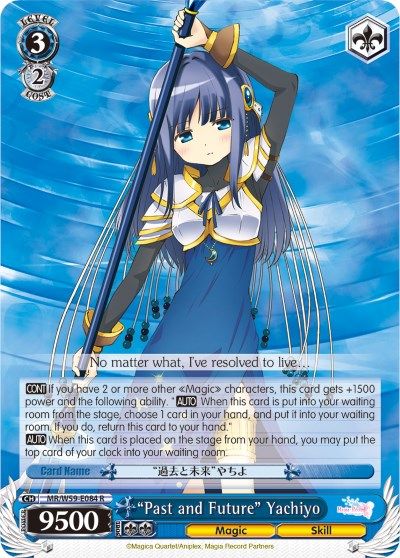 LEVEL
3
2
COST
No matter what, I've resolved to live…
CONT If you have 2 or more other «Magic» characters, this card gets +1500
power and the following ability. "AUTO When this card is put into your waiting
room from the stage, choose 1 card in your hand, and put it into your waiting
room. If you do, return this card to your hand."
AUTO When this card is placed on the stage from your hand, you may put the
top card of your clock into your waiting room.
Card Name
“過去と未来”やちよ
CH MR/W59-E084 R
“Past and Future” Yachiyo
POWER
9500
SOUL
Magic
Skill
©Magica Quartet/Aniplex, Magia Record Partners